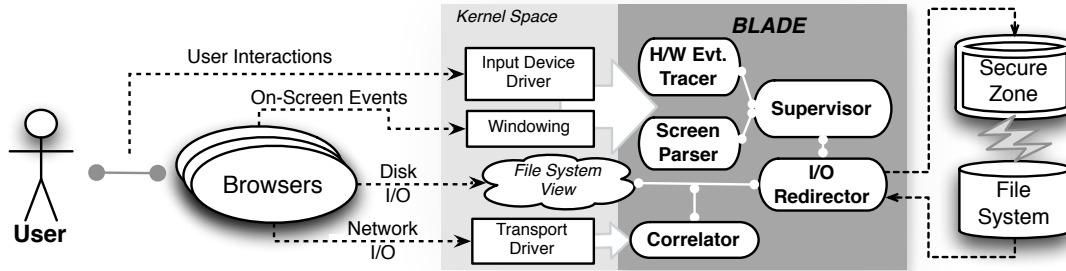 Kernel Space
BLADE
User Interactions
Input Device
Driver
H/W Evt.
Tracer
Secure
Zone
On-Screen Events
Windowing
Screen
Parser
Supervisor
Browsers
Disk
I/O
File System
View
I/O
Redirector
File
System
User
Network
I/O
Transport
Driver
Correlator